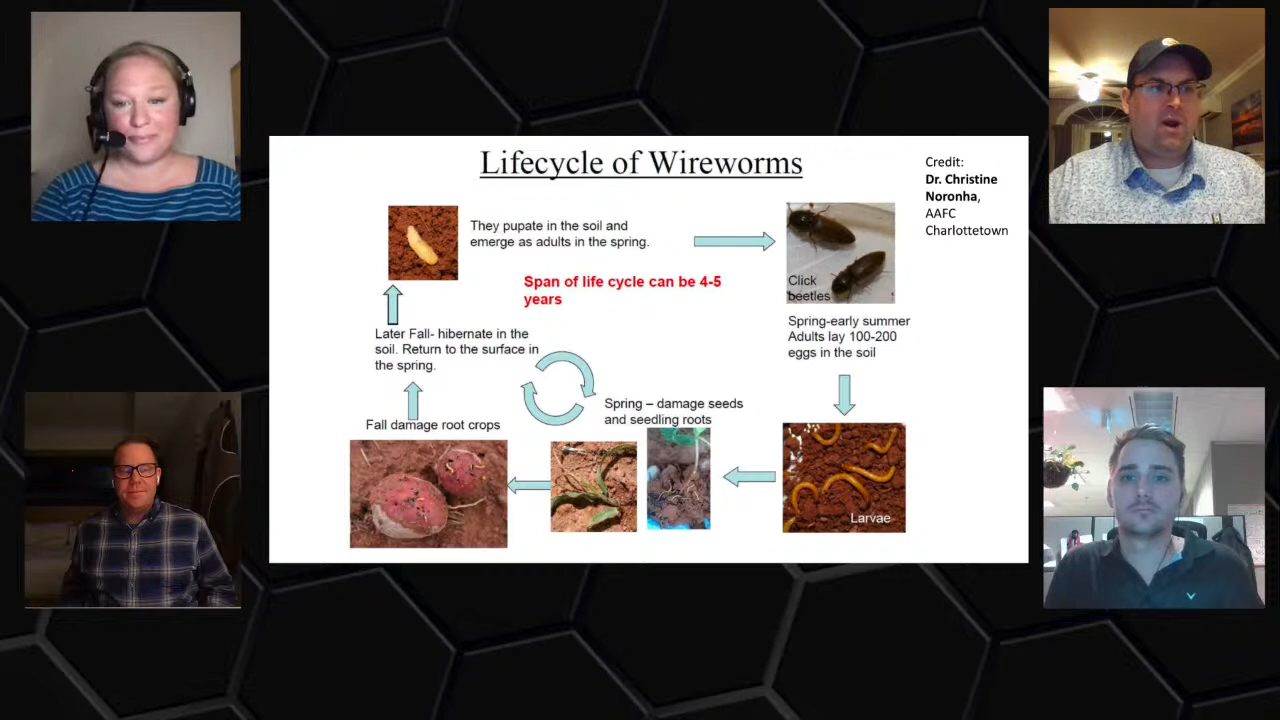 Lifecycle of Wireworms
Credit:
Dr. Christine
Noronha,
AAFC
Charlottetown
They pupate in the soil and
emerge as adults in the spring.
Span of life cycle can be 4-5
years
Click
beetles
Spring-early summer
Adults lay 100-200
eggs in the soil
Later Fall- hibernate in the
soil. Return to the surface in
the spring.
Spring – damage seeds
and seedling roots
Fall damage root crops
Larvae